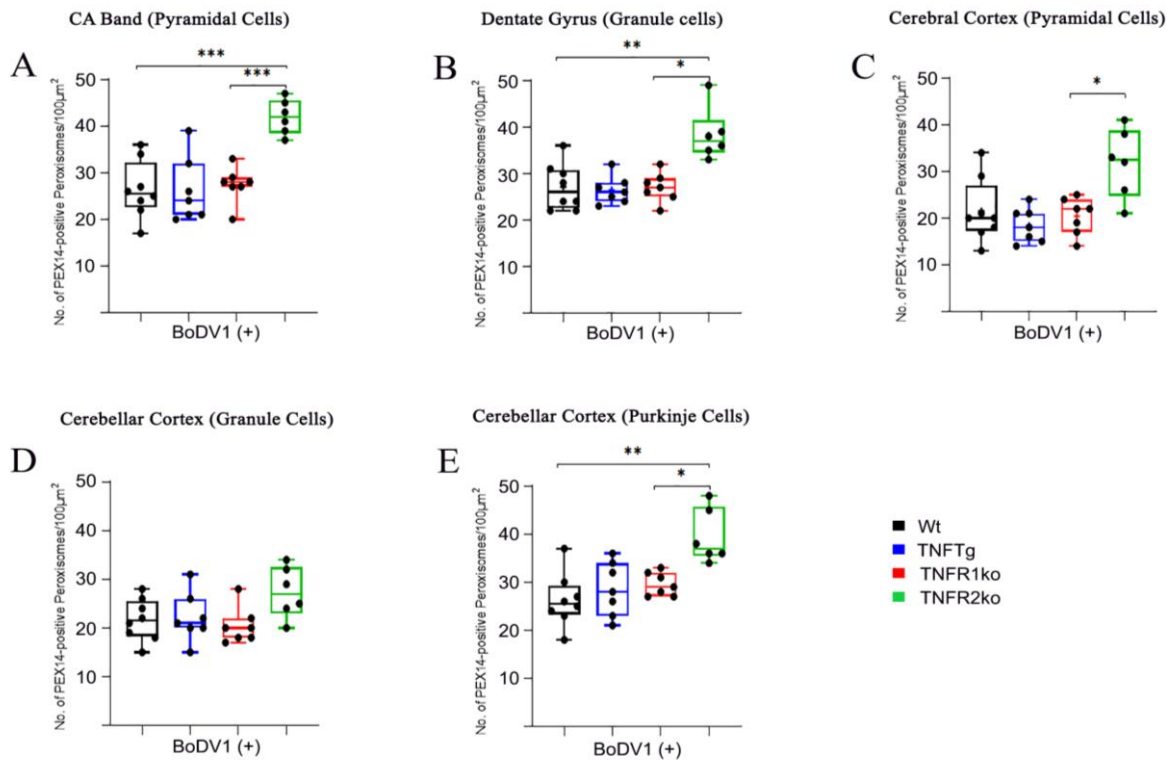 CA Band (Pyramidal Cells)
A
***
***
No. of PEX14-positive Peroxisomes/100µm²
50
40
30
20
10
BoDV1 (+)
Dentate Gyrus (Granule cells)
B
**
*
No. of PEX14-positive Peroxisomes/100µm²
50
40
30
20
10
BoDV1 (+)
Cerebral Cortex (Pyramidal Cells)
C
*
No. of PEX14-positive Peroxisomes/100µm²
50
40
30
20
10
BoDV1 (+)
Cerebellar Cortex (Granule Cells)
D
No. of PEX14-positive Peroxisomes/100µm²
50
40
30
20
10
BoDV1 (+)
Cerebellar Cortex (Purkinje Cells)
E
**
*
No. of PEX14-positive Peroxisomes/100µm²
50
40
30
20
10
BoDV1 (+)
Wt
TNFTg
TNFR1ko
TNFR2ko